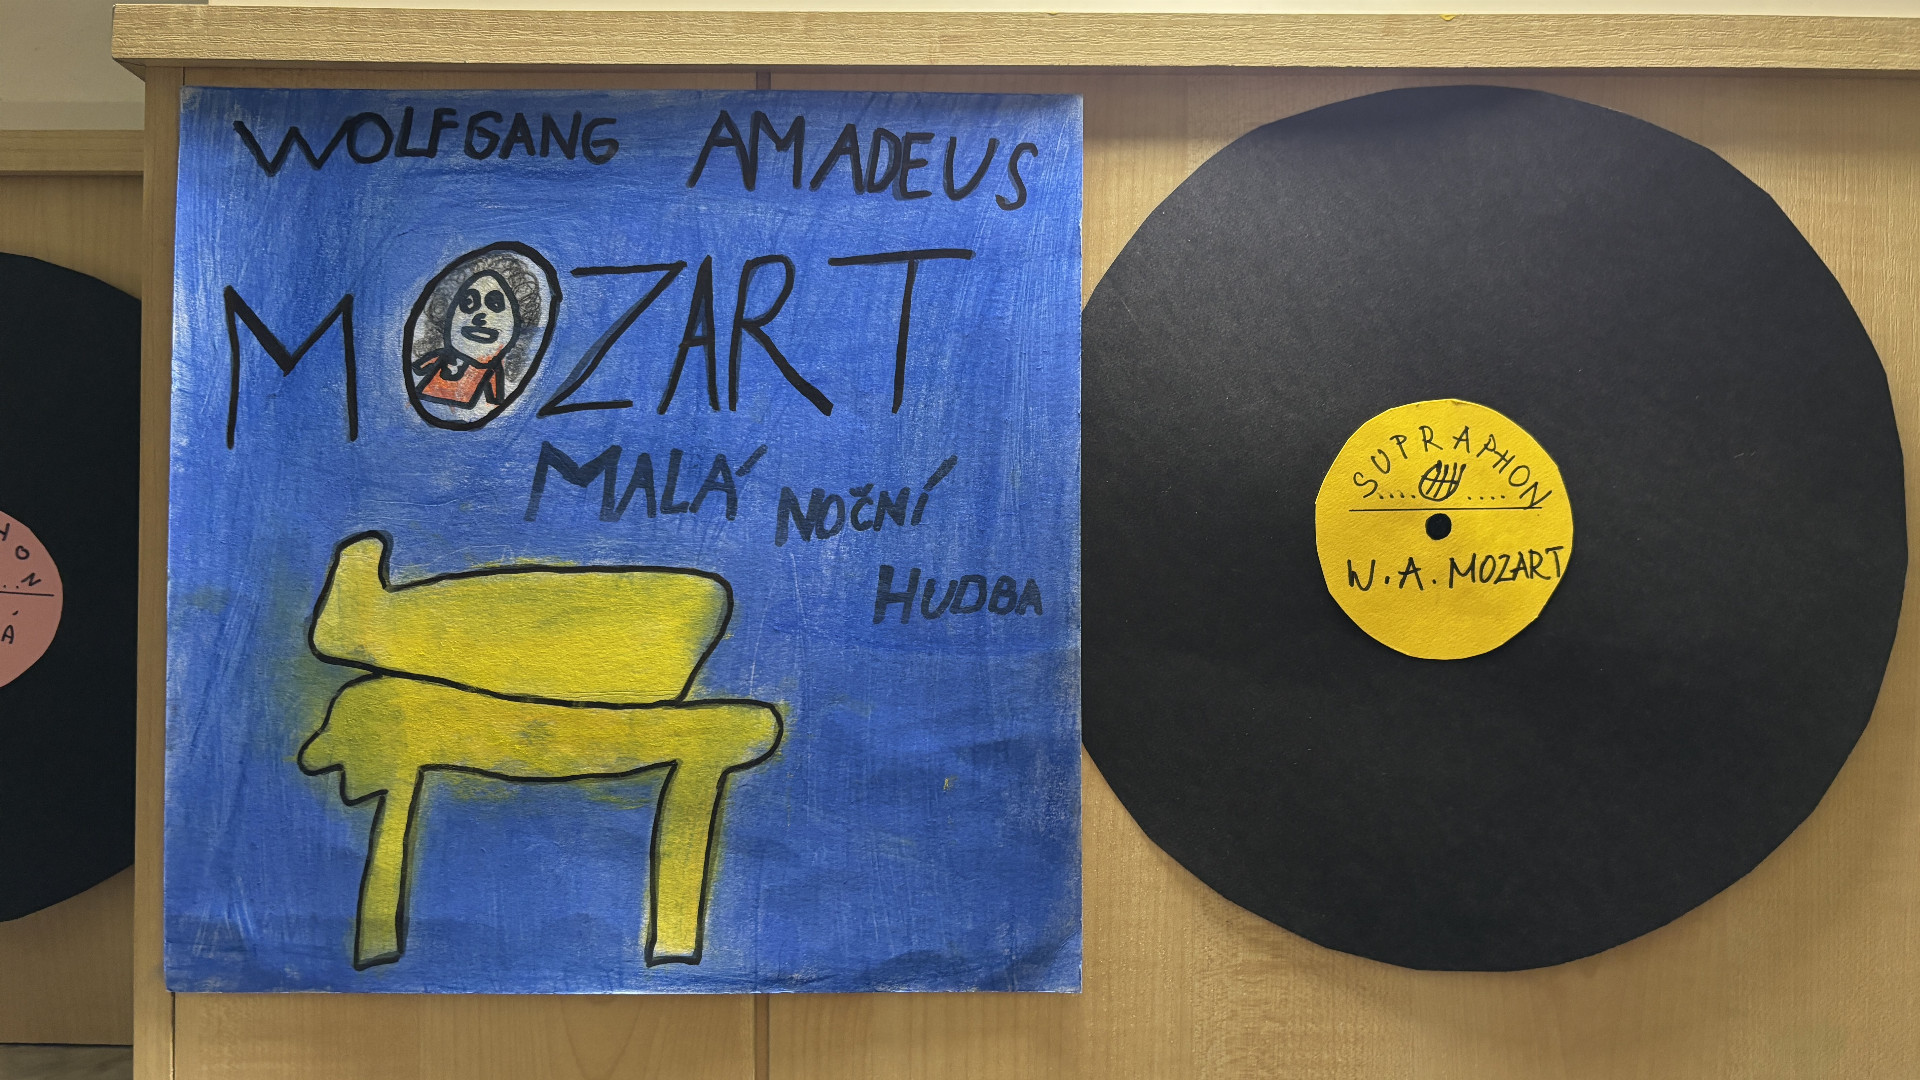 WOLFGANG AMADEUS
MOZART
MALÁ NOČNÍ
HUDBA
SUPRAPHON
W.A. MOZART